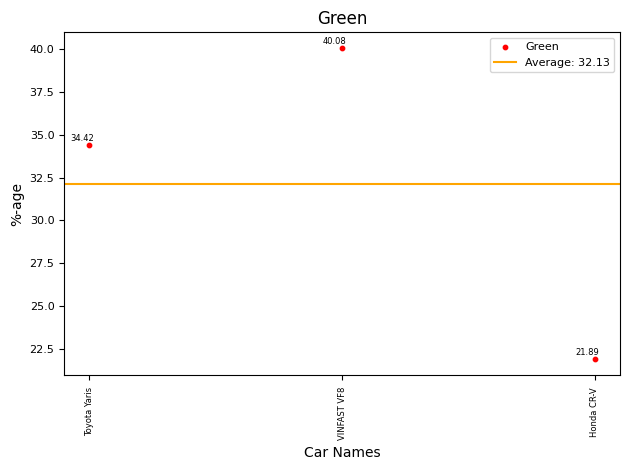 Green
40.0
37.5
35.0
32.5
30.0
27.5
25.0
22.5
%-age
34.42
40.08
21.89
Green
Average: 32.13
Toyota Yaris
VINFAST VF8
Honda CR-V
Car Names